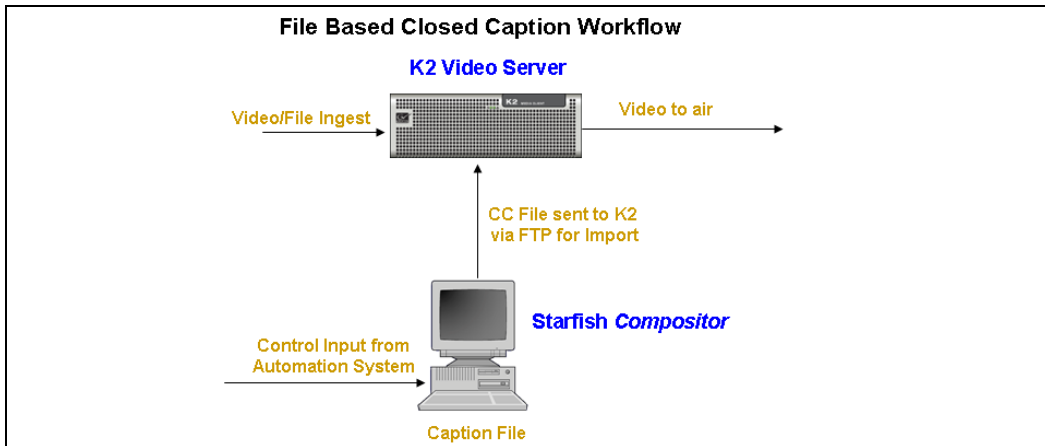 File Based Closed Caption Workflow
K2 Video Server
K2
Video/File Ingest
Video to air
CC File sent to K2
via FTP for Import
Starfish Compositor
Control Input from
Automation System
Caption File